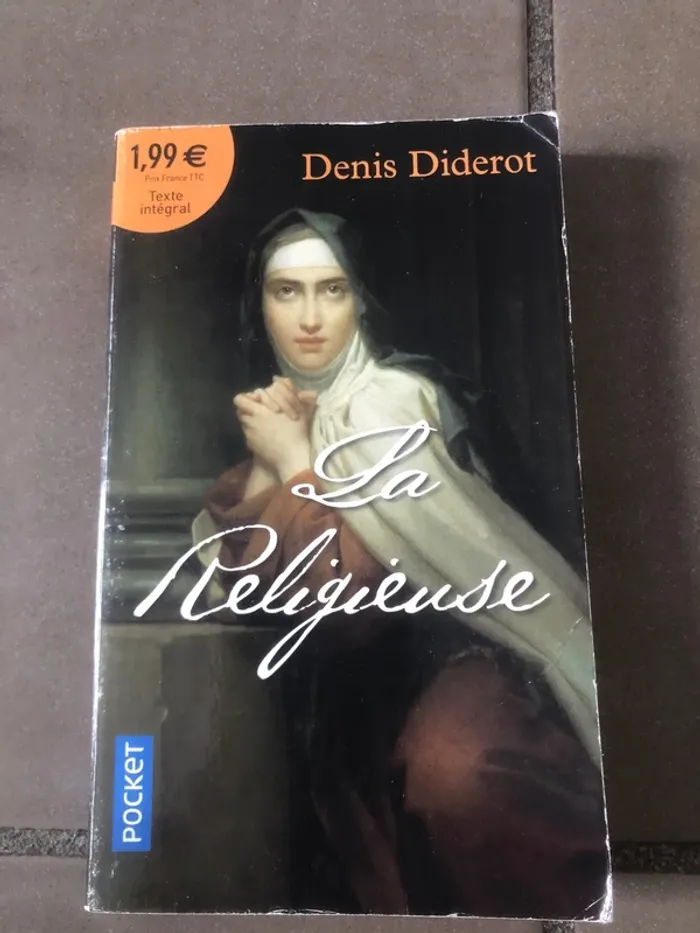 1,99 €
Prix France TTC
Texte
intégral
Denis Diderot
La
Religieuse
POCKET